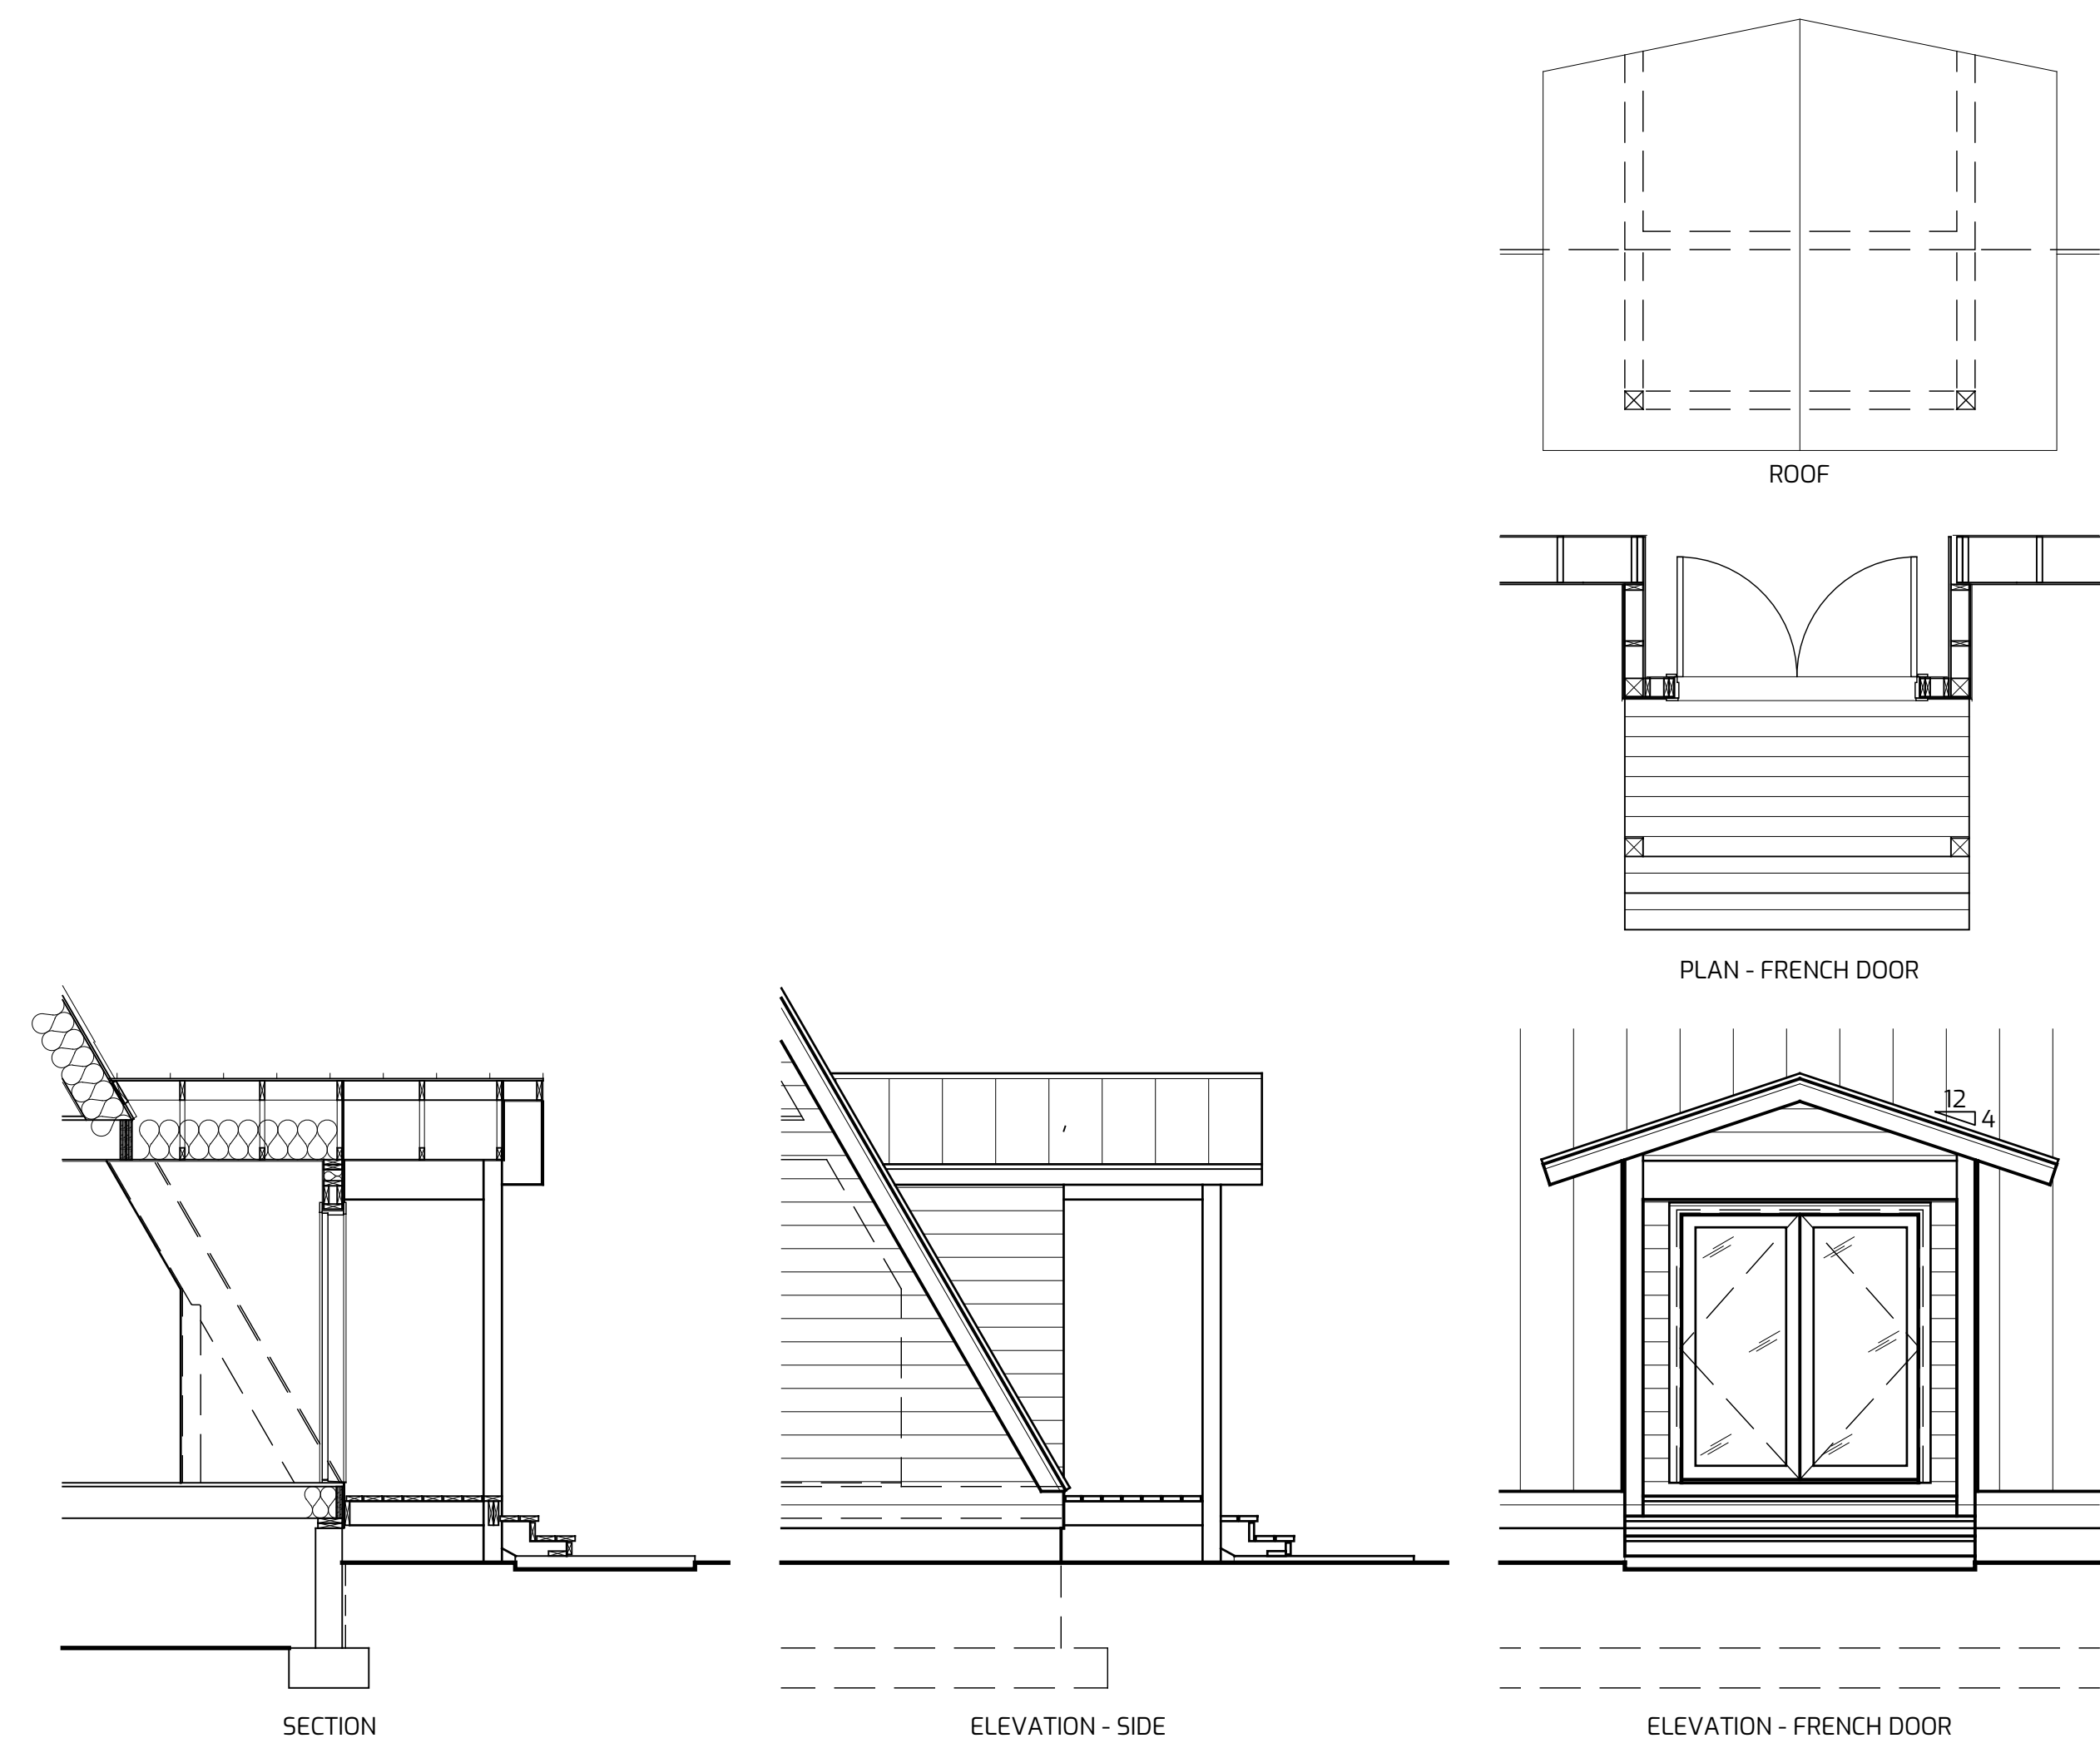 ROOF
PLAN - FRENCH DOOR
12
4
SECTION
ELEVATION - SIDE
ELEVATION - FRENCH DOOR